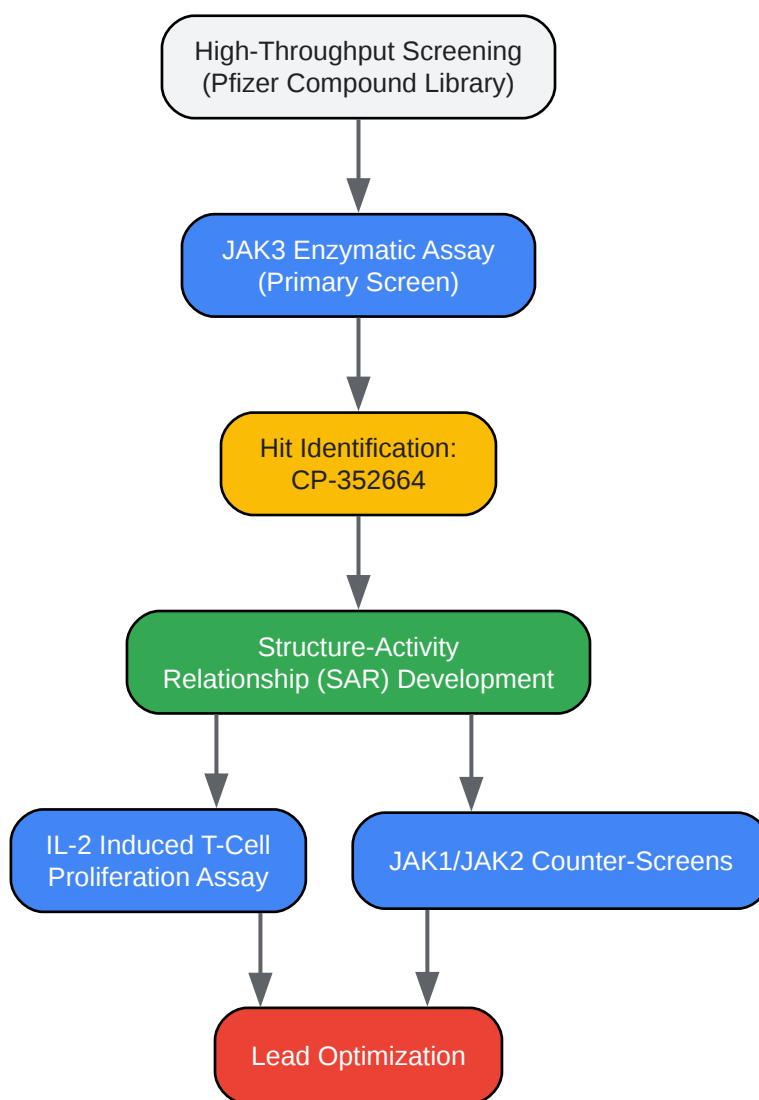 High-Throughput Screening
(Pfizer Compound Library)
JAK3 Enzymatic Assay
(Primary Screen)
Hit Identification:
CP-352664
Structure-Activity
Relationship (SAR) Development
IL-2 Induced T-Cell
Proliferation Assay
JAK1/JAK2 Counter-Screens
Lead Optimization